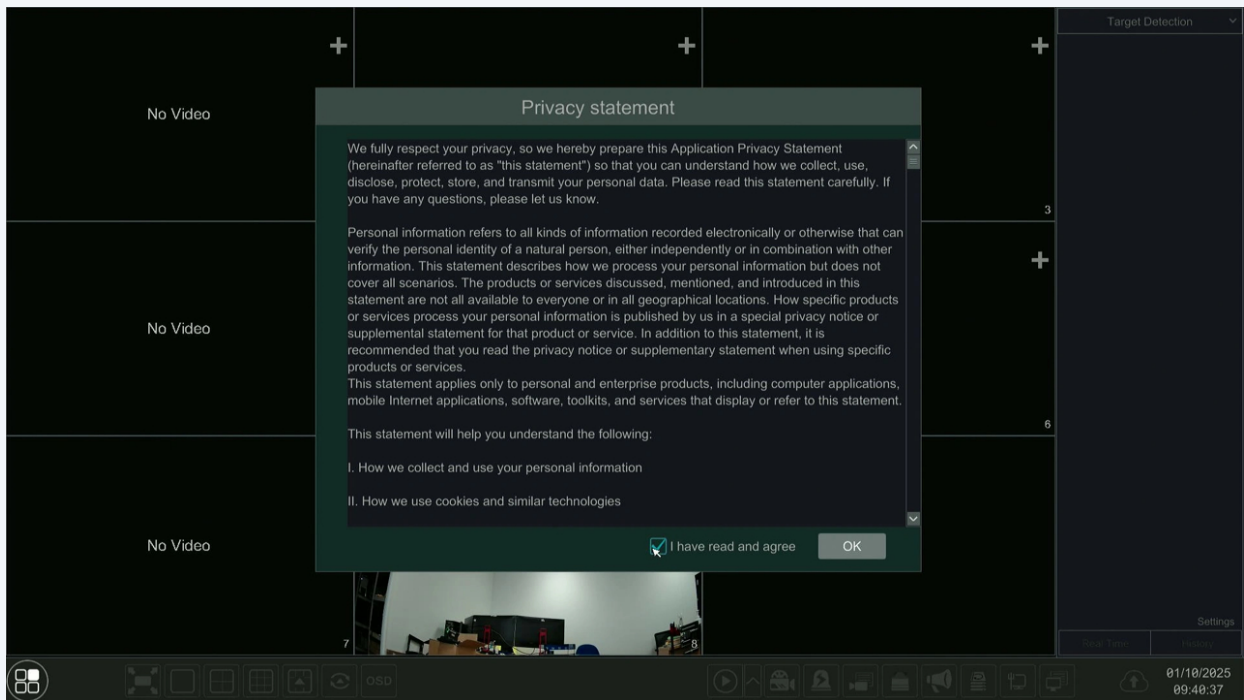 Target Detection
No Video
Privacy statement
We fully respect your privacy, so we hereby prepare this Application Privacy Statement
(hereinafter referred to as "this statement") so that you can understand how we collect, use,
disclose, protect, store, and transmit your personal data. Please read this statement carefully. If
you have any questions, please let us know.
Personal information refers to all kinds of information recorded electronically or otherwise that can
verify the personal identity of a natural person, either independently or in combination with other
information. This statement describes how we process your personal information but does not
cover all scenarios. The products or services discussed, mentioned, and introduced in this
statement are not all available to everyone or in all geographical locations. How specific products
or services process your personal information is published by us in a special privacy notice or
supplemental statement for that product or service. In addition to this statement, it is
recommended that you read the privacy notice or supplementary statement when using specific
products or services.
This statement applies only to personal and enterprise products, including computer applications,
mobile Internet applications, software, toolkits, and services that display or refer to this statement.
This statement will help you understand the following:
I. How we collect and use your personal information
II. How we use cookies and similar technologies
I have read and agree
OK
3
No Video
6
No Video
7
8
Settings
Real Time
History
OSD
01/10/2025
09:40:37